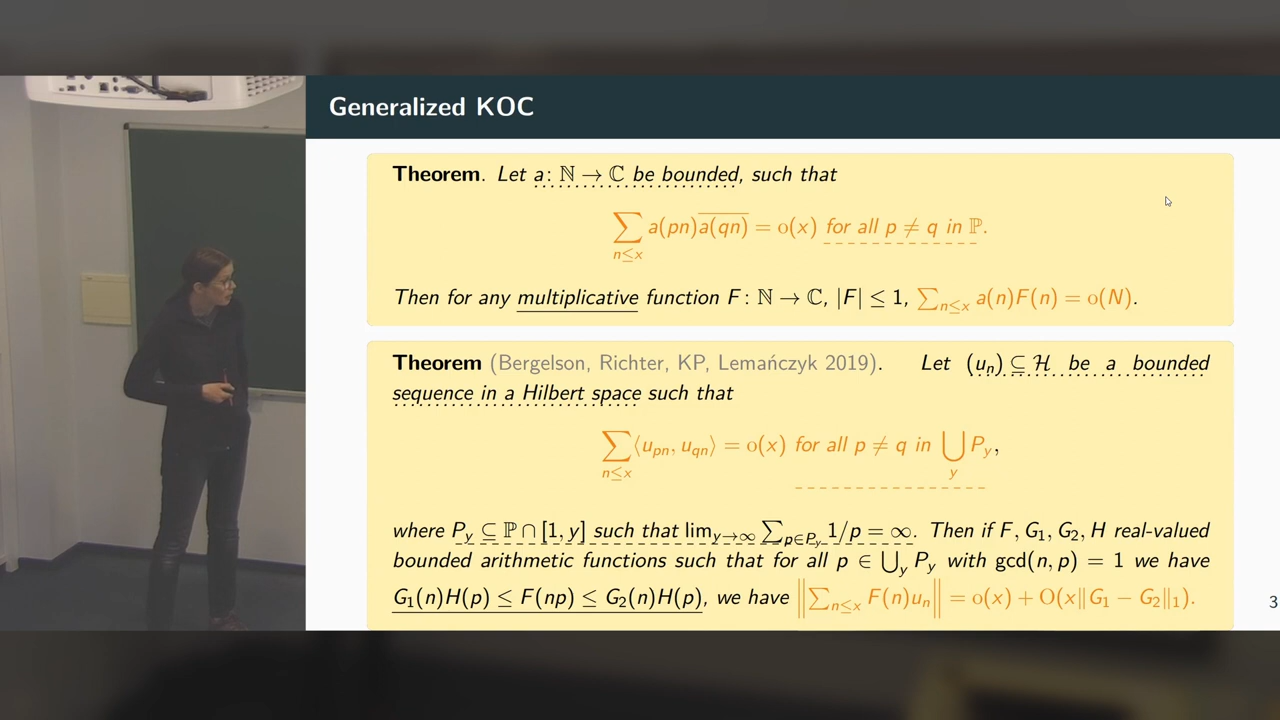 Generalized KOC
Theorem. Let a: ℕ → ℂ be bounded, such that
∑_{n≤x} a(pn)\overline{a(qn)} = o(x) for all p ≠ q in ℙ.
Then for any multiplicative function F: ℕ → ℂ, |F| ≤ 1, ∑_{n≤x} a(n)F(n) = o(N).
Theorem (Bergelson, Richter, KP, Lemańczyk 2019). Let (u_n) ⊆ ℋ be a bounded
sequence in a Hilbert space such that
∑_{n≤x} ⟨u_{pn}, u_{qn}⟩ = o(x) for all p ≠ q in ⋃_y P_y,
where P_y ⊆ ℙ ∩ [1, y] such that lim_{y→∞} ∑_{p∈P_y} 1/p = ∞. Then if F, G_1, G_2, H real-valued
bounded arithmetic functions such that for all p ∈ ⋃_y P_y with gcd(n, p) = 1 we have
G_1(n)H(p) ≤ F(np) ≤ G_2(n)H(p), we have ‖∑_{n≤x} F(n)u_n‖ = o(x) + O(x‖G_1 − G_2‖_1).
3